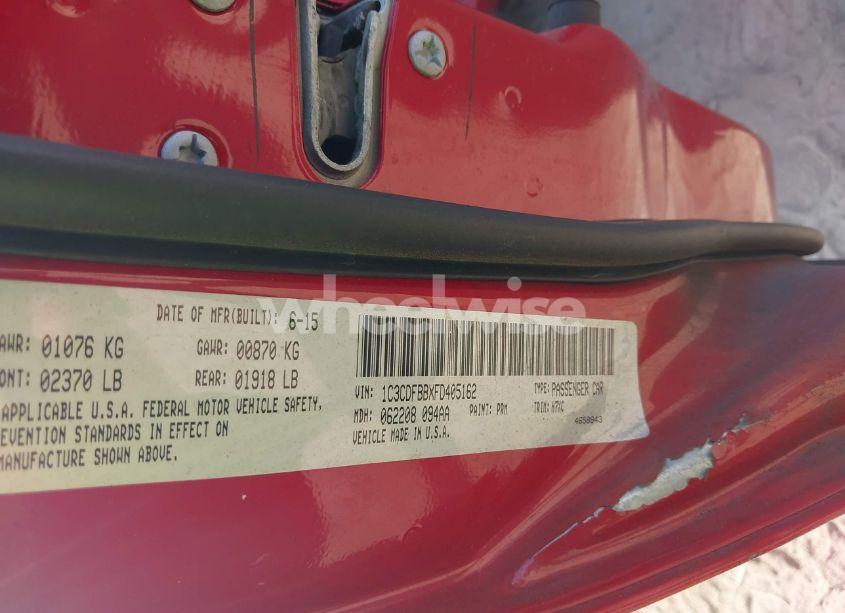 DATE OF MFR(BUILT): 6-15
GAWR: 01076 KG GAWR: 00870 KG
FRONT: 02370 LB REAR: 01918 LB
APPLICABLE U.S.A. FEDERAL MOTOR VEHICLE SAFETY,
PREVENTION STANDARDS IN EFFECT ON
MANUFACTURE SHOWN ABOVE.
VIN: 1C3CDFBBXFD405162 TYPE: PASSENGER CAR
MDH: 062208 094AA PAINT: PRM TRIM:
VEHICLE MADE IN U.S.A. 4658943
wheelwise